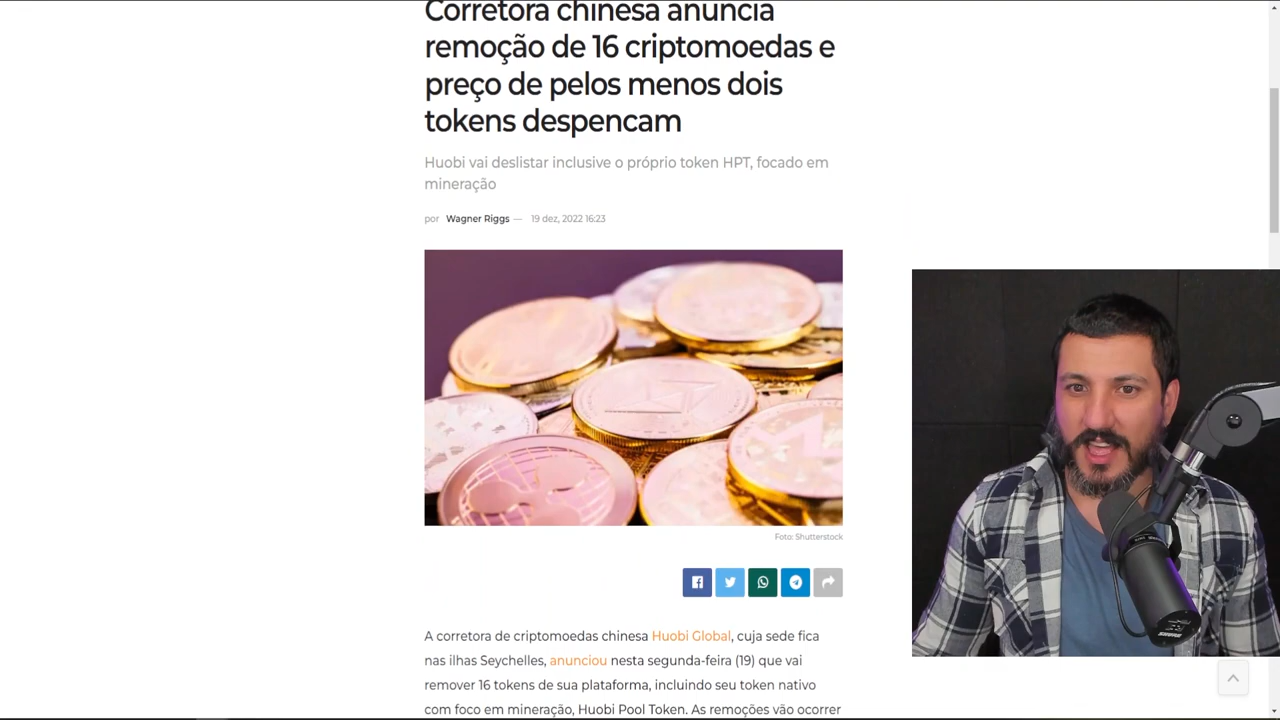 Corretora chinesa anuncia
remoção de 16 criptomoedas e
preço de pelos menos dois
tokens despencam
Huobi vai deslistar inclusive o próprio token HPT, focado em
mineração
por Wagner Riggs — 19 dez, 2022 16:23
Foto: Shutterstock
A corretora de criptomoedas chinesa Huobi Global, cuja sede fica
nas ilhas Seychelles, anunciou nesta segunda-feira (19) que vai
remover 16 tokens de sua plataforma, incluindo seu token nativo
com foco em mineração, Huobi Pool Token. As remoções vão ocorrer